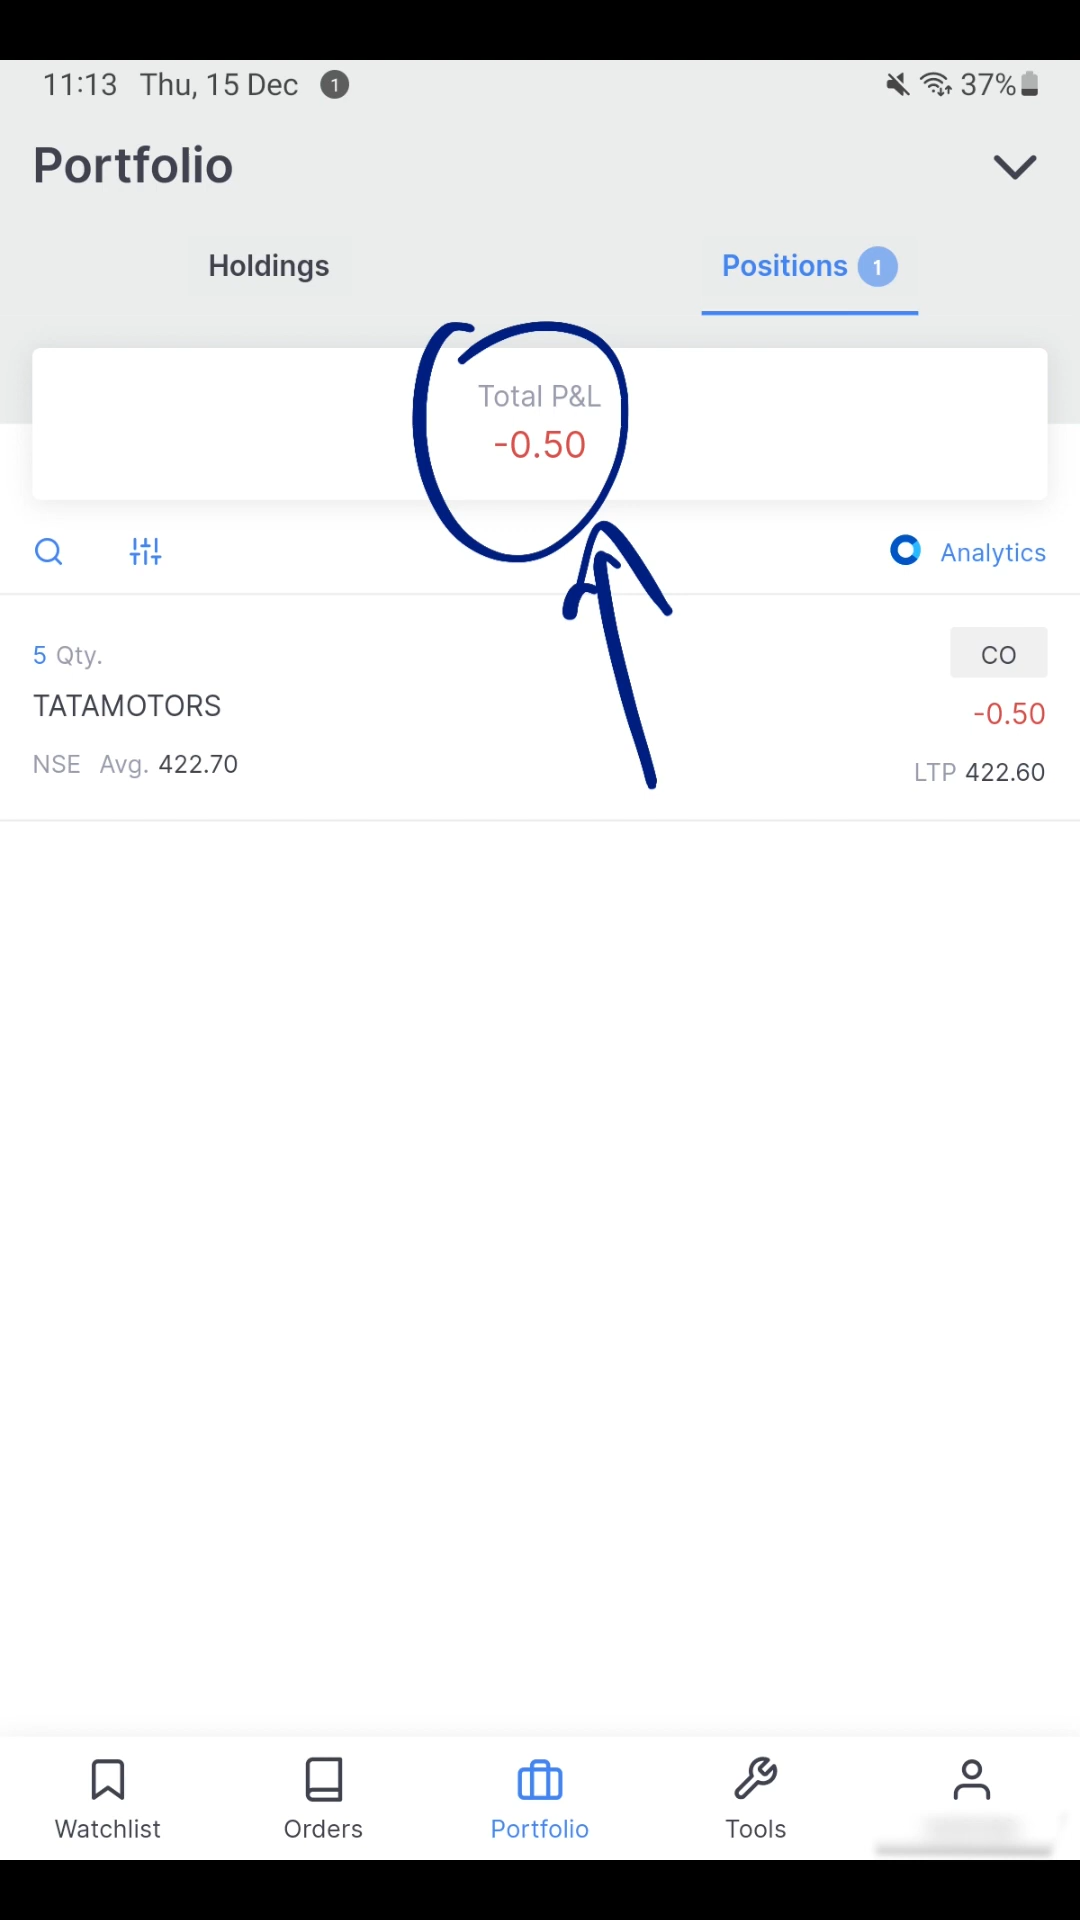 11:13 Thu, 15 Dec 1
37%
Portfolio
Holdings
Positions 1
Total P&L
-0.50
Analytics
5 Qty.
CO
TATAMOTORS
-0.50
NSE Avg. 422.70
LTP 422.60
Watchlist
Orders
Portfolio
Tools